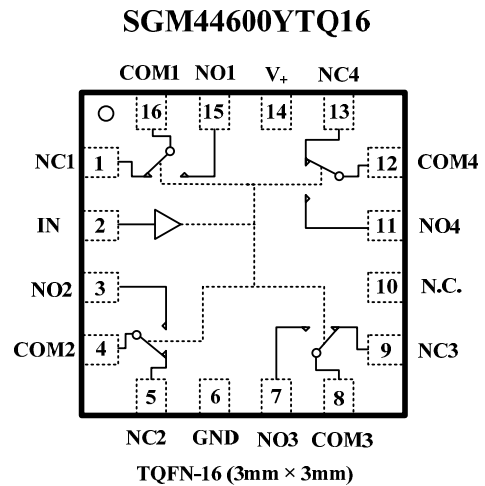 SGM44600YTQ16
COM1 NO1 V+ NC4
16 15 14 13
NC1 1 12 COM4
IN 2 11 NO4
NO2 3 10 N.C.
COM2 4 9 NC3
5 6 7 8
NC2 GND NO3 COM3
TQFN-16 (3mm × 3mm)